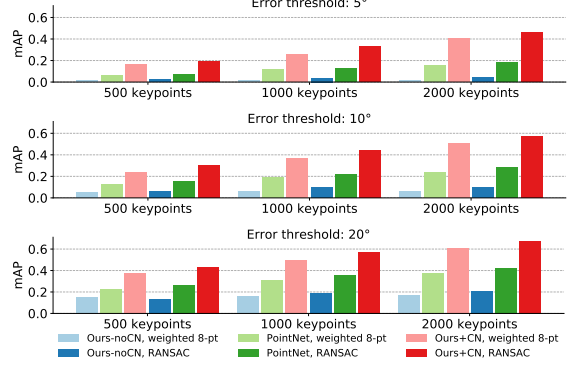 Error threshold: 5°
0.6
0.4
0.2
0.0
mAP
500 keypoints
1000 keypoints
2000 keypoints
Error threshold: 10°
0.6
0.4
0.2
0.0
mAP
500 keypoints
1000 keypoints
2000 keypoints
Error threshold: 20°
0.6
0.4
0.2
0.0
mAP
500 keypoints
1000 keypoints
2000 keypoints
Ours-noCN, weighted 8-pt
PointNet, weighted 8-pt
Ours+CN, weighted 8-pt
Ours-noCN, RANSAC
PointNet, RANSAC
Ours+CN, RANSAC